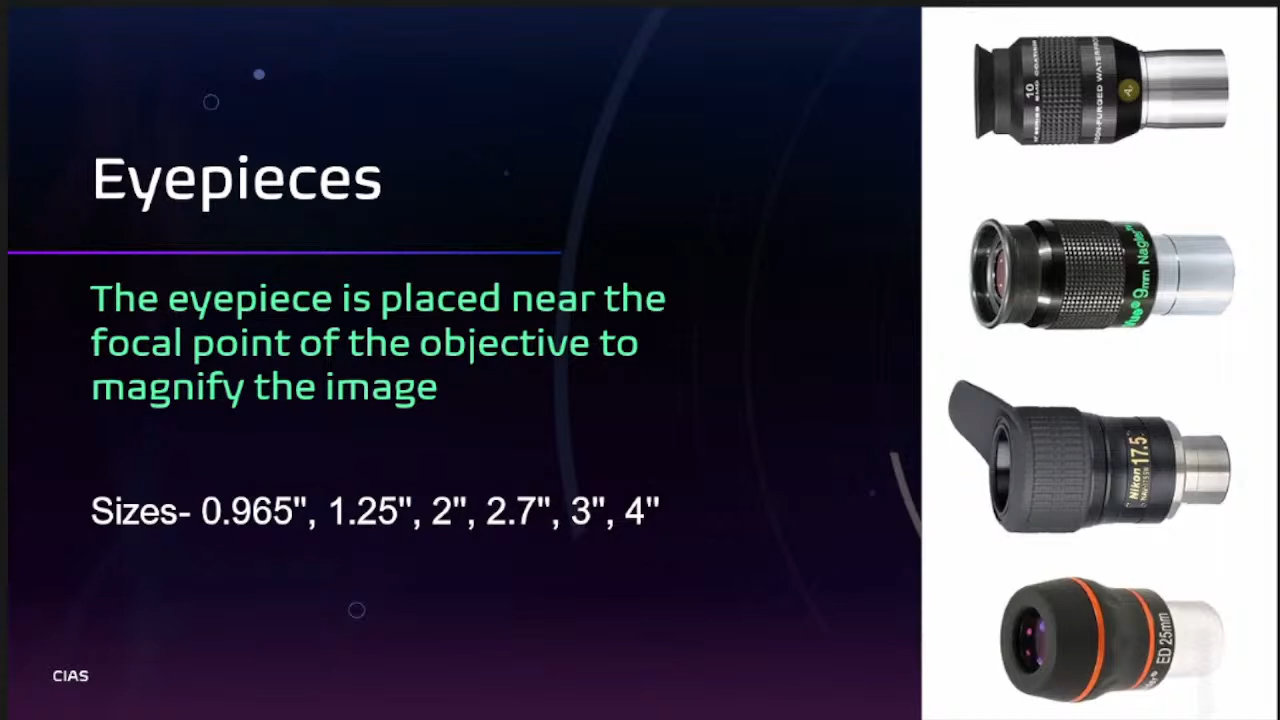 Eyepieces
The eyepiece is placed near the
focal point of the objective to
magnify the image
Sizes- 0.965", 1.25", 2", 2.7", 3", 4"
CIAS
10
9mm Nagler
Nikon 17.5
ED 25mm